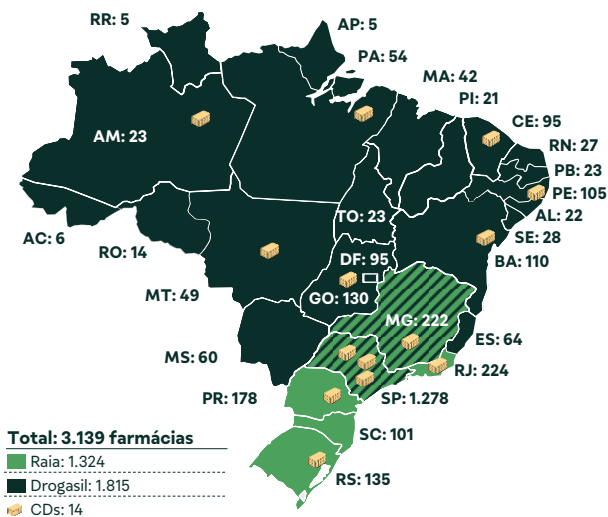 RR: 5
AP: 5
PA: 54
MA: 42
PI: 21
CE: 95
RN: 27
PB: 23
PE: 105
AL: 22
SE: 28
BA: 110
AM: 23
TO: 23
AC: 6
RO: 14
DF: 95
MT: 49
GO: 130
MG: 222
ES: 64
MS: 60
RJ: 224
PR: 178
SP: 1.278
SC: 101
RS: 135
Total: 3.139 farmácias
Raia: 1.324
Drogasil: 1.815
CDs: 14